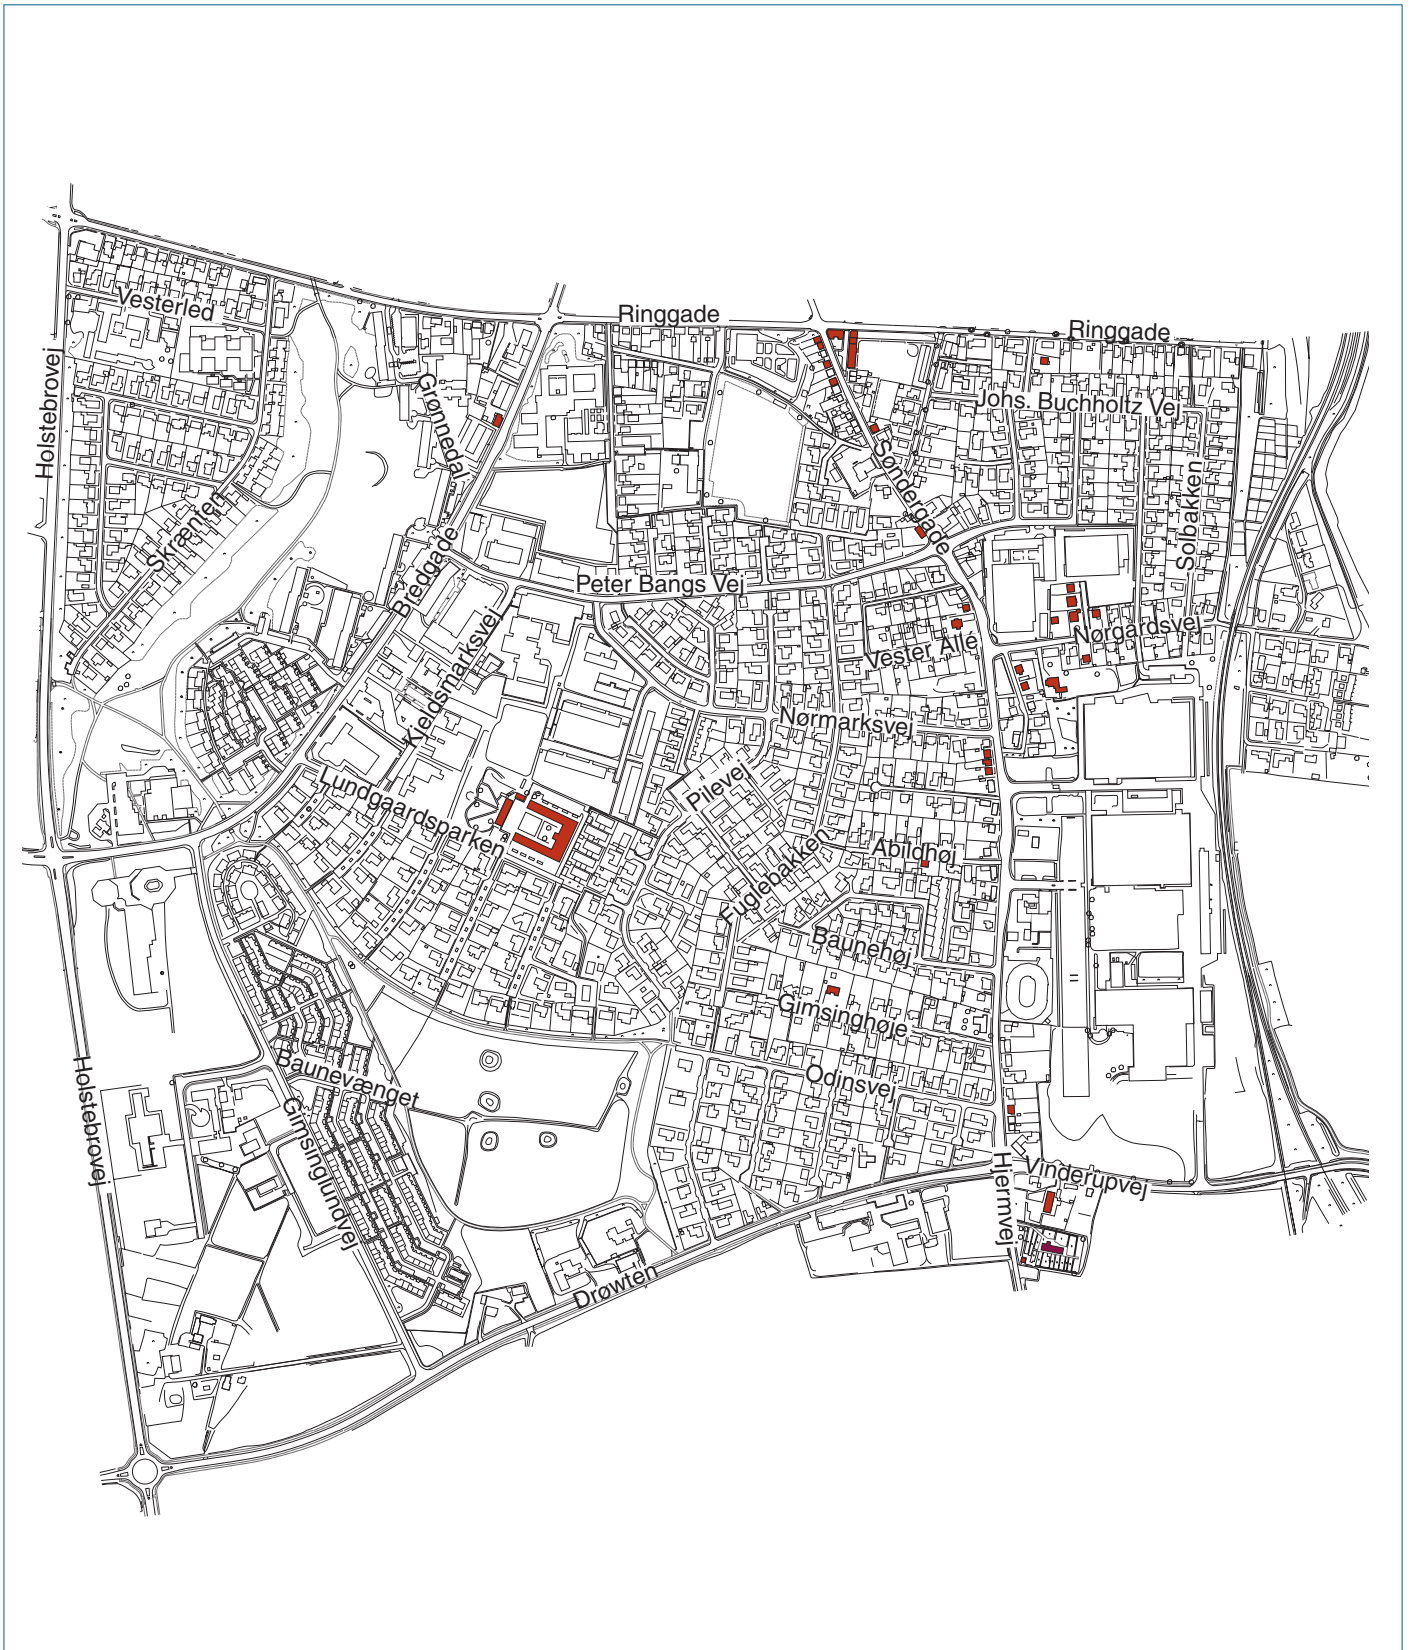 Vesterled
Ringgade
Ringgade
Holstebrovej
Grønnedal
Johs. Buchholtz Vej
Søndergade
Solbakken
Skrænten
Bredgade
Peter Bangs Vej
Kjeldsmarksvej
Nørgardsvej
Vester Allé
Nørmarksvej
Pilevej
Lundgaardsparken
Abildhøj
Fuglebakken
Baunehøj
Gimsinghøje
Odinsvej
Baunevænget
Holstebrovej
Gimsinglundvej
Hjermvej
Vinderupvej
Drøwten